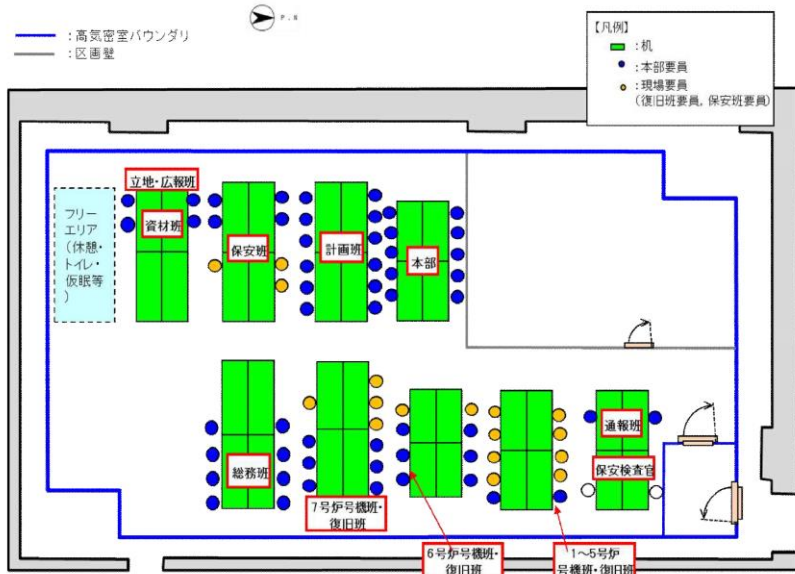 P.N
：高気密室バウンダリ
：区画壁
【凡例】
：机
：本部要員
：現場要員
（復旧班要員，保安班要員）
立地・広報班
資材班
保安班
計画班
本部
フリー
エリア
（休憩・
トイレ・
仮眠等
）
総務班
7号炉号機班・
復旧班
6号炉号機班・
復旧班
1～5号炉
号機班・復旧班
通報班
保安検査官